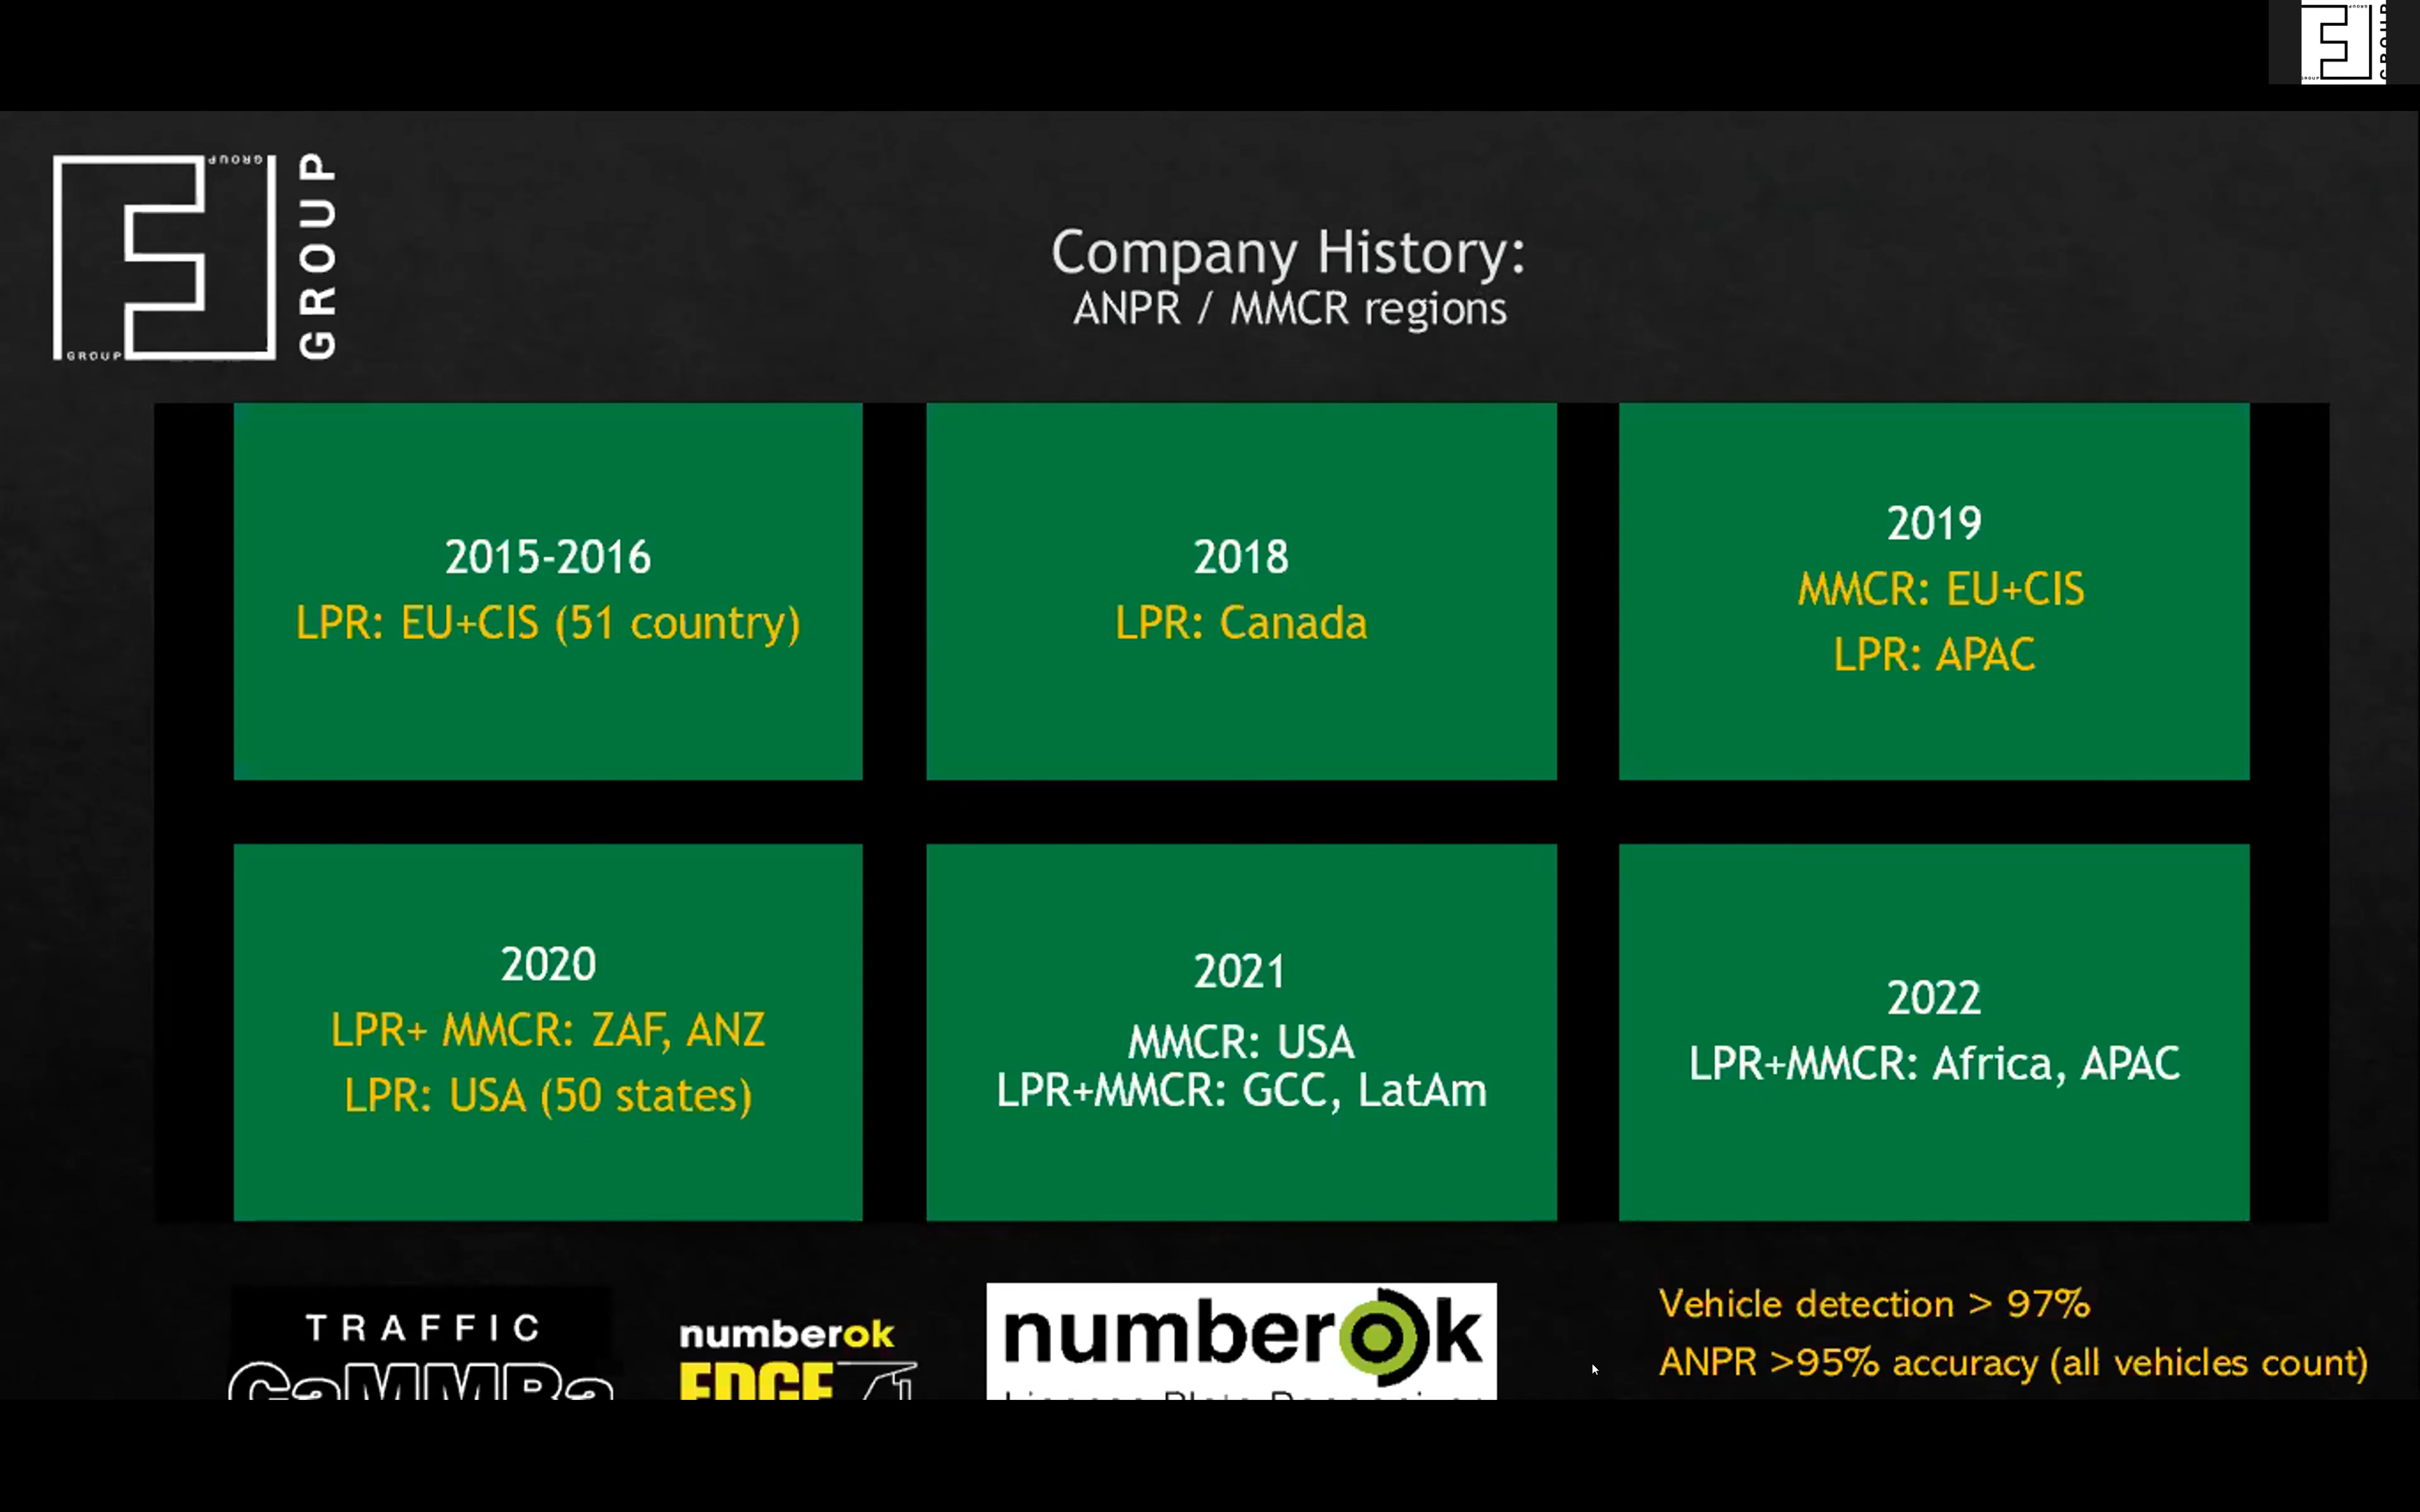 GROUP
GROUP
GROUP
Company History:
ANPR / MMCR regions
2015-2016
LPR: EU+CIS (51 country)
2018
LPR: Canada
2019
MMCR: EU+CIS
LPR: APAC
2020
LPR+ MMCR: ZAF, ANZ
LPR: USA (50 states)
2021
MMCR: USA
LPR+MMCR: GCC, LatAm
2022
LPR+MMCR: Africa, APAC
TRAFFIC
CaMMRa
numberok
EDGE
numberok
Vehicle detection > 97%
ANPR >95% accuracy (all vehicles count)